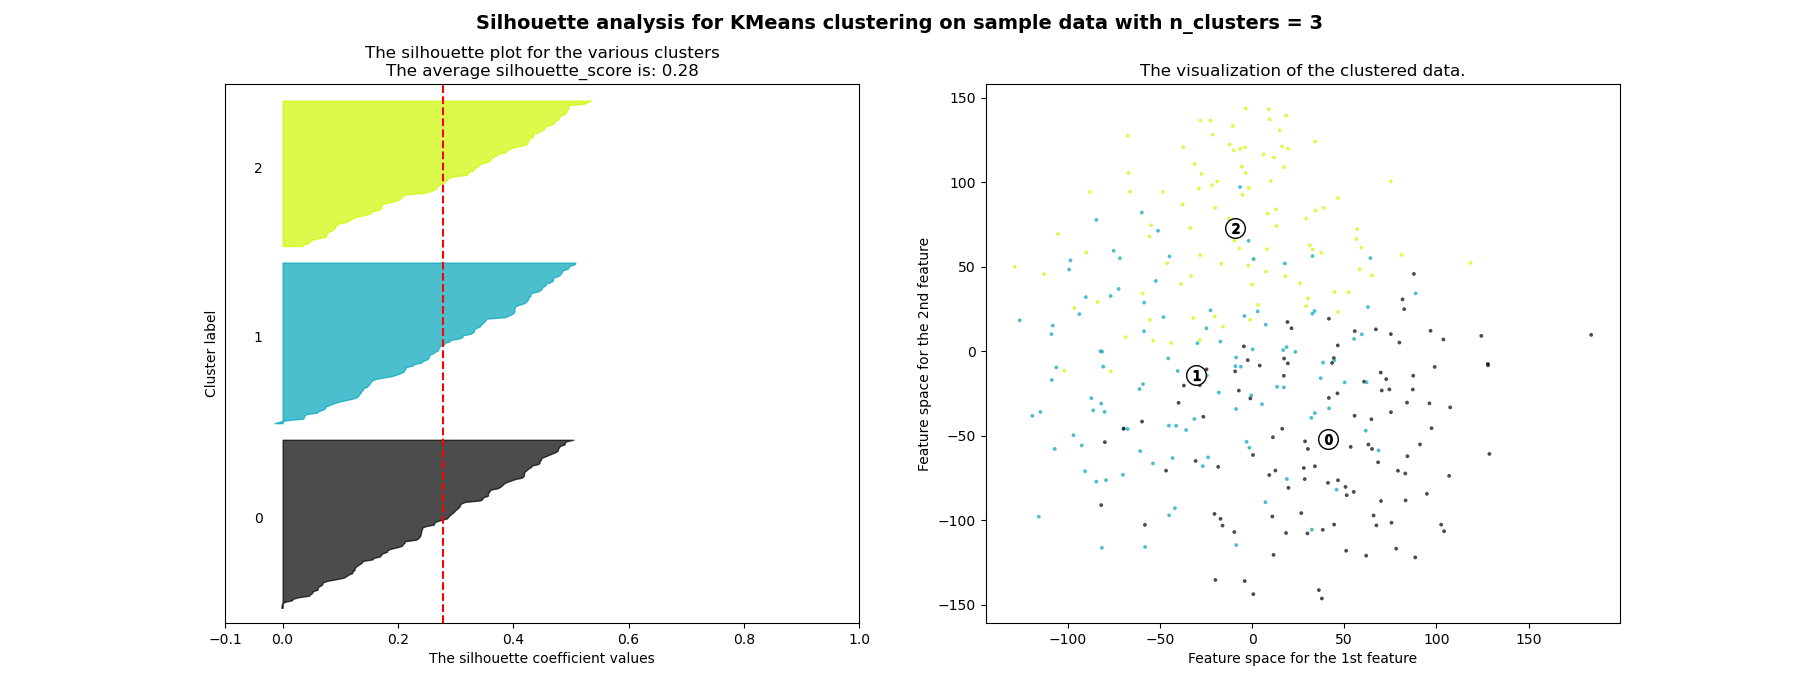 Silhouette analysis for KMeans clustering on sample data with n_clusters = 3
The silhouette plot for the various clusters
The average silhouette_score is: 0.28
Cluster label
2
1
0
−0.1 0.0 0.2 0.4 0.6 0.8 1.0
The silhouette coefficient values
The visualization of the clustered data.
Feature space for the 2nd feature
150
100
50
0
−50
−100
−150
2
1
0
−100 −50 0 50 100 150
Feature space for the 1st feature